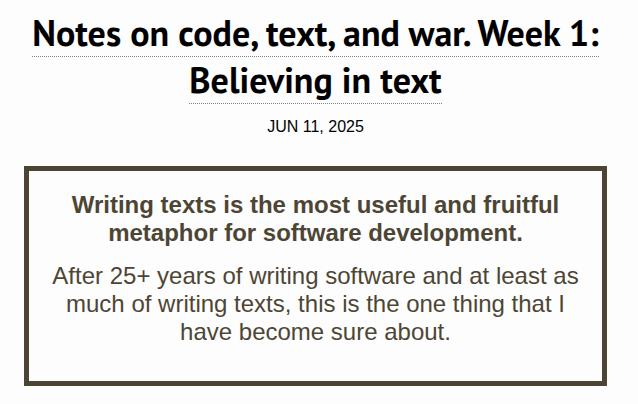 Notes on code, text, and war. Week 1:
Believing in text
JUN 11, 2025
Writing texts is the most useful and fruitful
metaphor for software development.
After 25+ years of writing software and at least as
much of writing texts, this is the one thing that I
have become sure about.